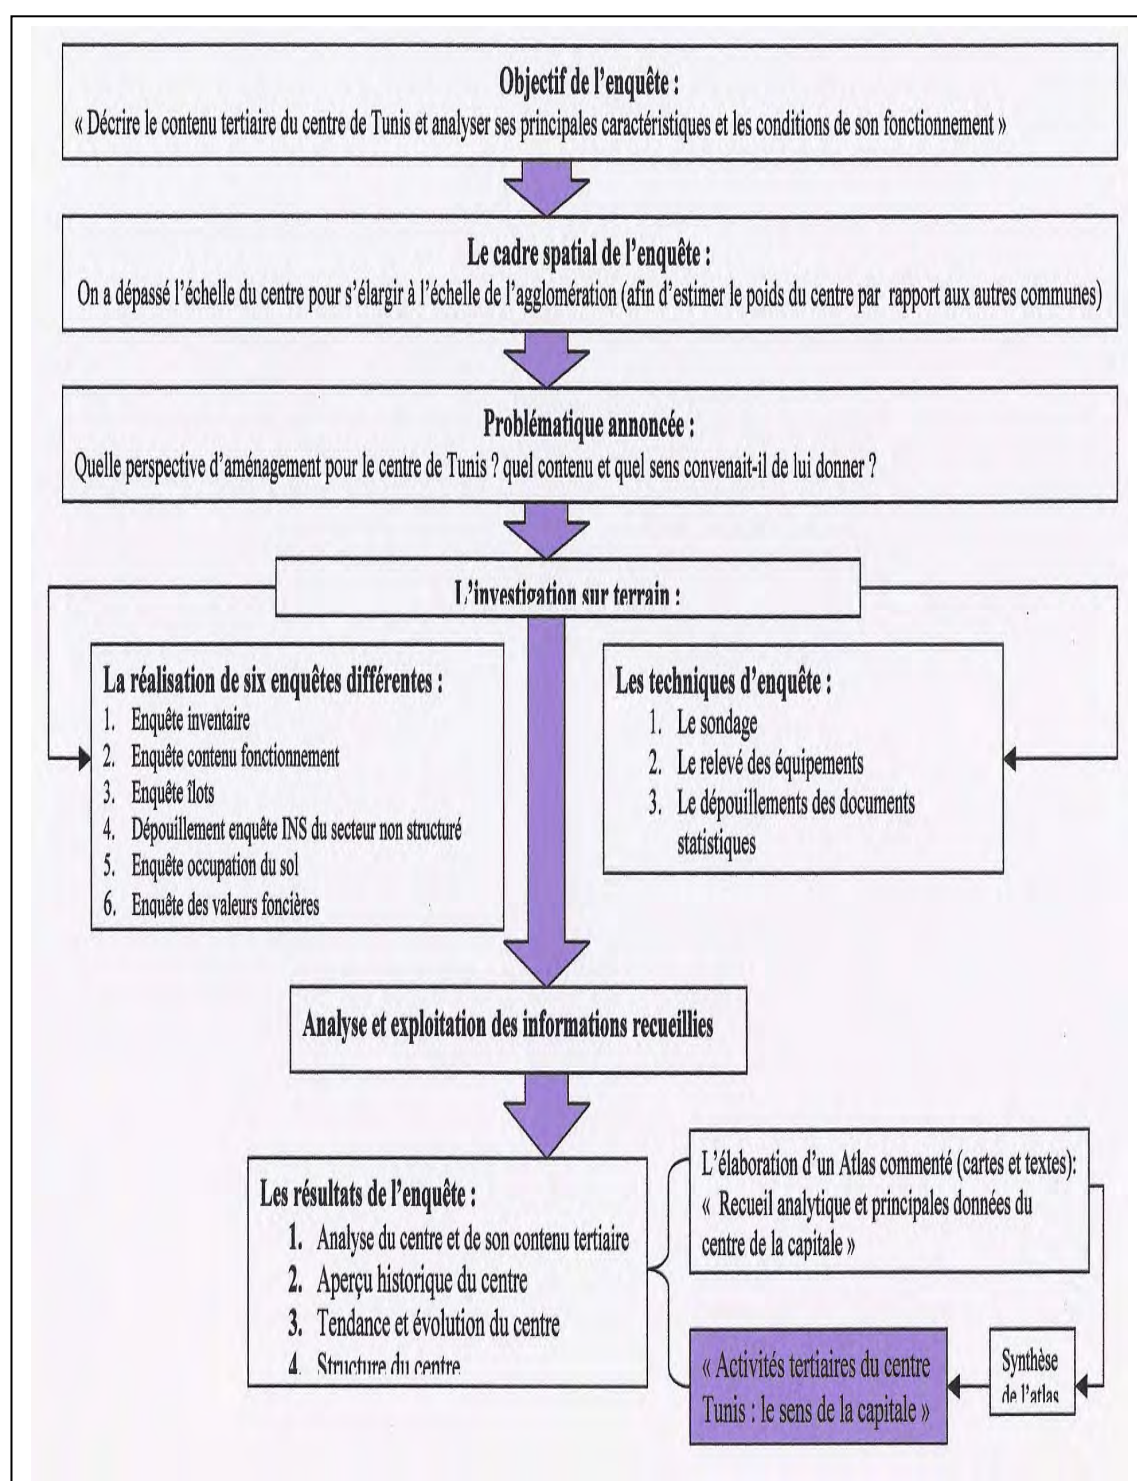 Objectif de l'enquête :
« Décrire le contenu tertiaire du centre de Tunis et analyser ses principales caractéristiques et les conditions de son fonctionnement »
Le cadre spatial de l'enquête :
On a dépassé l'échelle du centre pour s'élargir à l'échelle de l'agglomération (afin d'estimer le poids du centre par rapport aux autres communes)
Problématique annoncée :
Quelle perspective d'aménagement pour le centre de Tunis ? quel contenu et quel sens convenait-il de lui donner ?
L'investigation sur terrain :
La réalisation de six enquêtes différentes :
1. Enquête inventaire
2. Enquête contenu fonctionnement
3. Enquête îlots
4. Dépouillement enquête INS du secteur non structuré
5. Enquête occupation du sol
6. Enquête des valeurs foncières
Les techniques d'enquête :
1. Le sondage
2. Le relevé des équipements
3. Le dépouillements des documents
statistiques
Analyse et exploitation des informations recueillies
Les résultats de l'enquête :
1. Analyse du centre et de son contenu tertiaire
2. Aperçu historique du centre
3. Tendance et évolution du centre
4. Structure du centre
L'élaboration d'un Atlas commenté (cartes et textes):
« Recueil analytique et principales données du
centre de la capitale »
« Activités tertiaires du centre
Tunis : le sens de la capitale »
Synthèse
de l'atlas